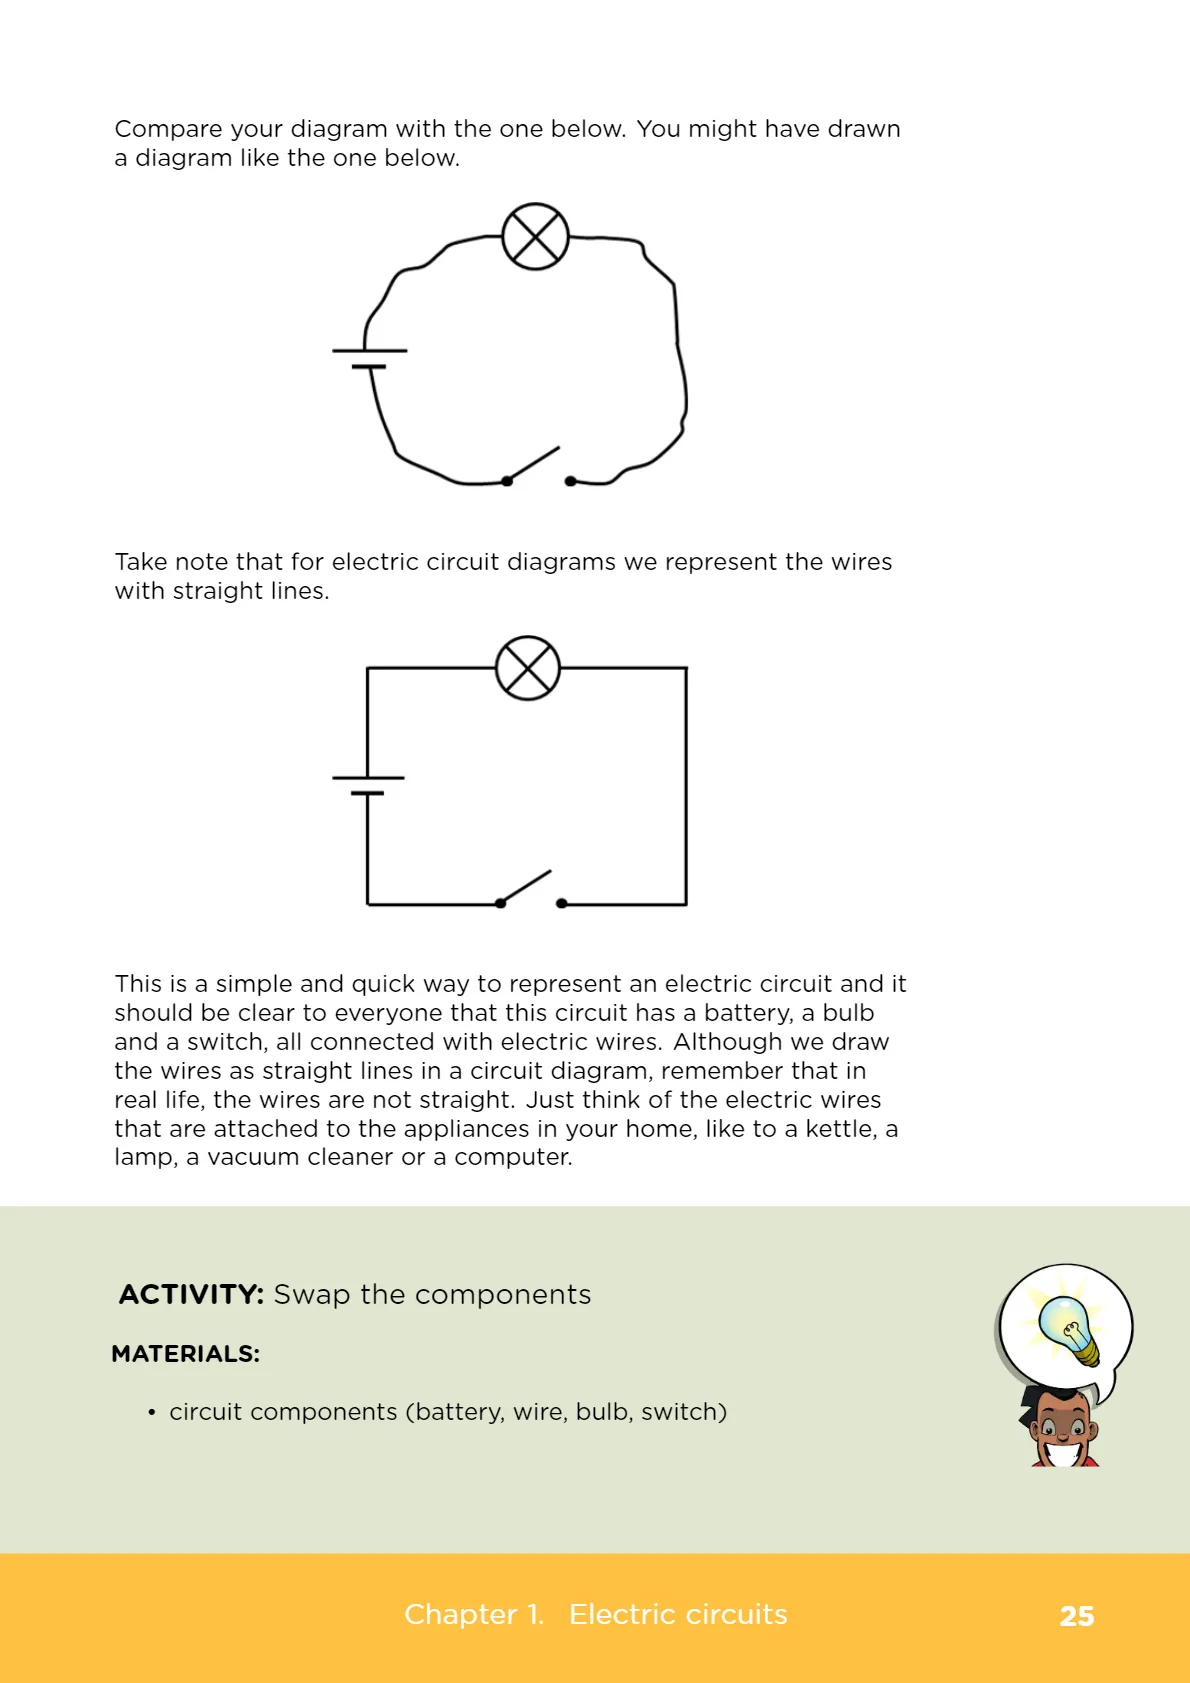 Compare your diagram with the one below. You might have drawn
a diagram like the one below.
Take note that for electric circuit diagrams we represent the wires
with straight lines.
This is a simple and quick way to represent an electric circuit and it
should be clear to everyone that this circuit has a battery, a bulb
and a switch, all connected with electric wires. Although we draw
the wires as straight lines in a circuit diagram, remember that in
real life, the wires are not straight. Just think of the electric wires
that are attached to the appliances in your home, like to a kettle, a
lamp, a vacuum cleaner or a computer.
ACTIVITY: Swap the components
MATERIALS:
• circuit components (battery, wire, bulb, switch)
Chapter 1. Electric circuits 25